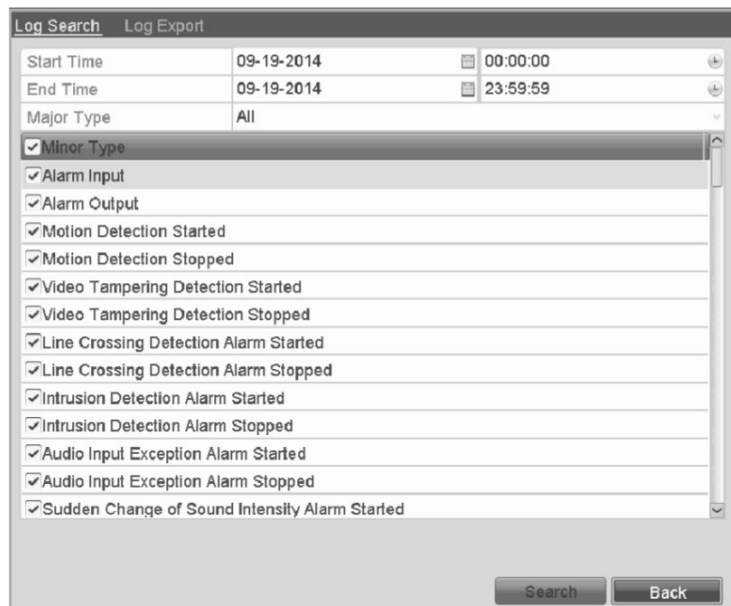 Log Search Log Export
Start Time 09-19-2014 00:00:00
End Time 09-19-2014 23:59:59
Major Type All
Minor Type
Alarm Input
Alarm Output
Motion Detection Started
Motion Detection Stopped
Video Tampering Detection Started
Video Tampering Detection Stopped
Line Crossing Detection Alarm Started
Line Crossing Detection Alarm Stopped
Intrusion Detection Alarm Started
Intrusion Detection Alarm Stopped
Audio Input Exception Alarm Started
Audio Input Exception Alarm Stopped
Sudden Change of Sound Intensity Alarm Started
Search Back